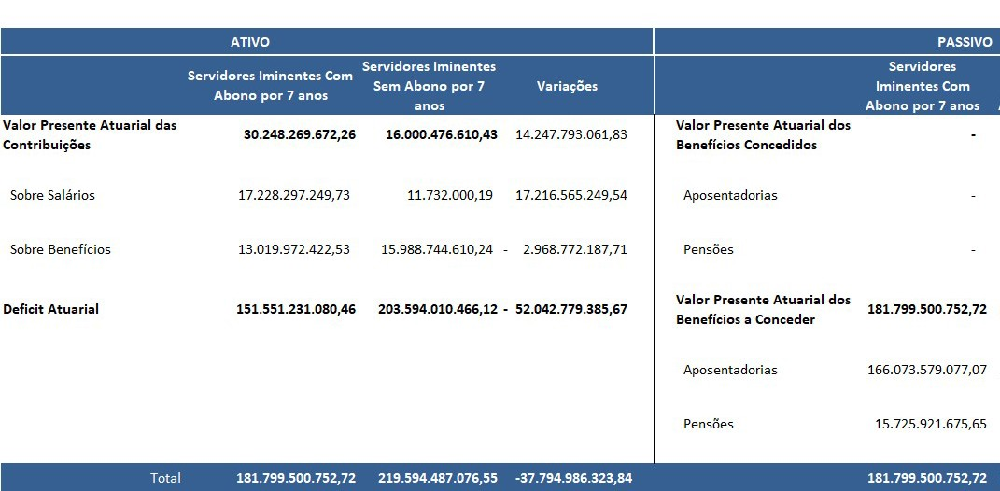 ATIVO PASSIVO
Servidores Iminentes Com
Abono por 7 anos
Servidores Iminentes
Sem Abono por 7
anos
Variações
Servidores
Iminentes Com
Abono por 7 anos
Valor Presente Atuarial das
Contribuições
30.248.269.672,26 16.000.476.610,43 14.247.793.061,83
Valor Presente Atuarial dos
Benefícios Concedidos
-
Sobre Salários 17.228.297.249,73 11.732.000,19 17.216.565.249,54 Aposentadorias -
Sobre Benefícios 13.019.972.422,53 15.988.744.610,24 - 2.968.772.187,71 Pensões -
Deficit Atuarial 151.551.231.080,46 203.594.010.466,12 - 52.042.779.385,67
Valor Presente Atuarial dos
Benefícios a Conceder
181.799.500.752,72
Aposentadorias 166.073.579.077,07
Pensões 15.725.921.675,65
Total 181.799.500.752,72 219.594.487.076,55 -37.794.986.323,84 181.799.500.752,72